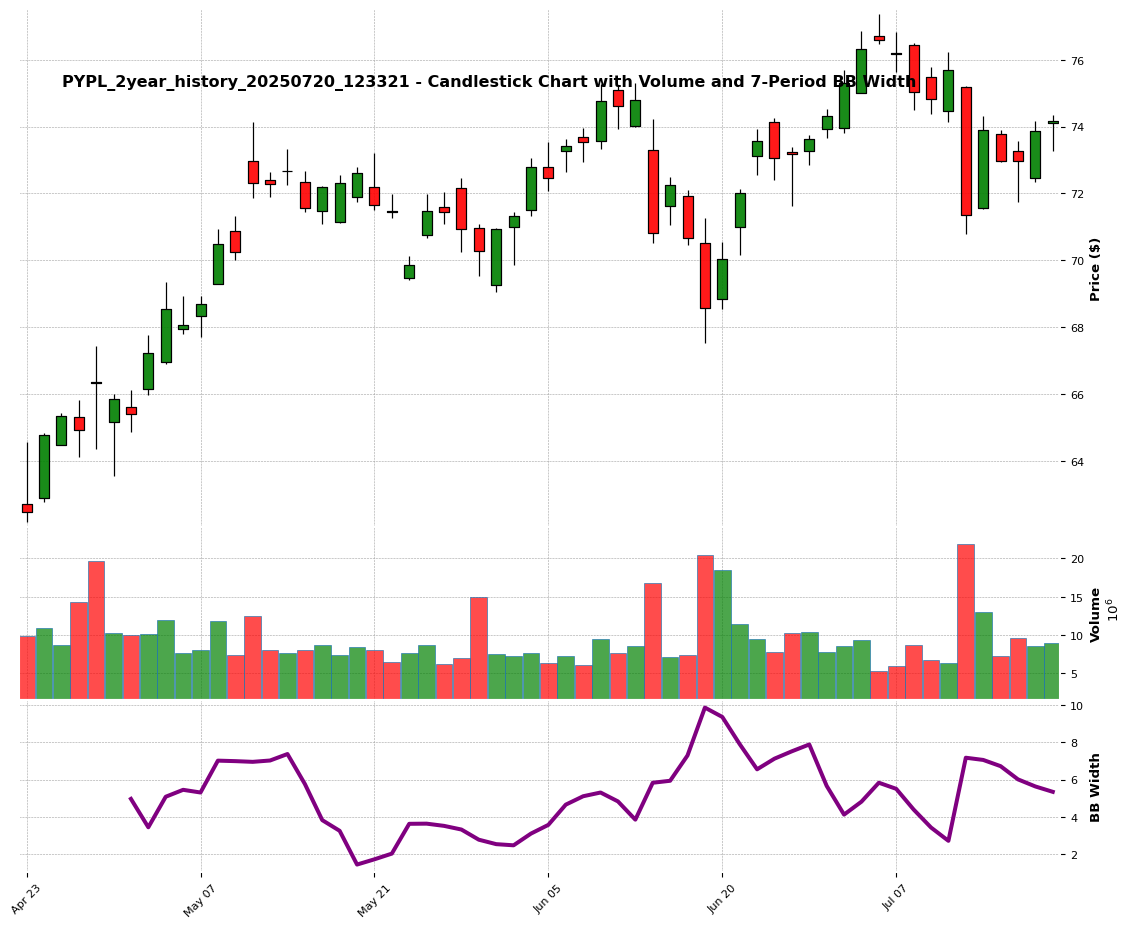 PYPL_2year_history_20250720_123321 - Candlestick Chart with Volume and 7-Period BB Width
76
74
72
70
68
66
64
Price ($)
20
15
10
5
Volume
10^6
10
8
6
4
2
BB Width
Apr 23
May 07
May 21
Jun 05
Jun 20
Jul 07